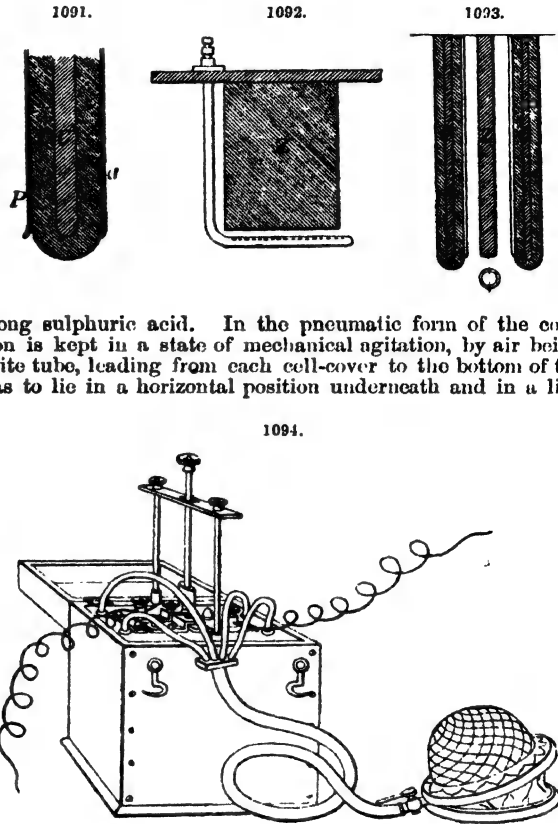 1091. 1092. 1093.
P
ong sulphuric acid. In the pneumatic form of the co
on is kept in a state of mechanical agitation, by air bei
ite tube, leading from each cell-cover to the bottom of t
as to lie in a horizontal position underneath and in a li
1094.